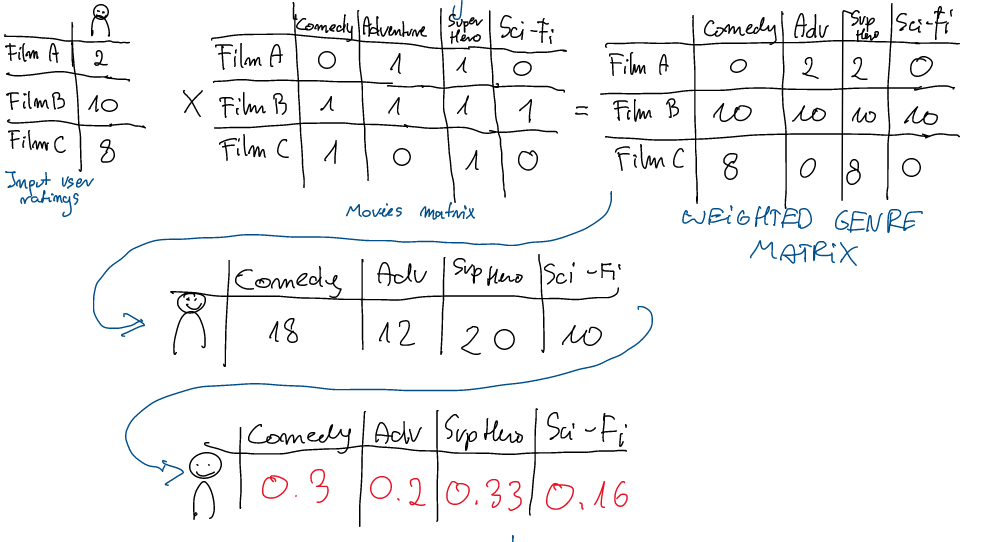 Film A 2
Film B 10
Film C 8
Input user
ratings
X
Comedy Adventure Super Hero Sci-Fi
Film A 0 1 1 0
Film B 1 1 1 1
Film C 1 0 1 0
Movies matrix
=
Comedy Adv Sup Hero Sci-Fi
Film A 0 2 2 0
Film B 10 10 10 10
Film C 8 0 8 0
WEIGHTED GENRE
MATRIX
Comedy Adv Sup Hero Sci-Fi
18 12 20 10
Comedy Adv Sup Hero Sci-Fi
0.3 0.2 0.33 0.16